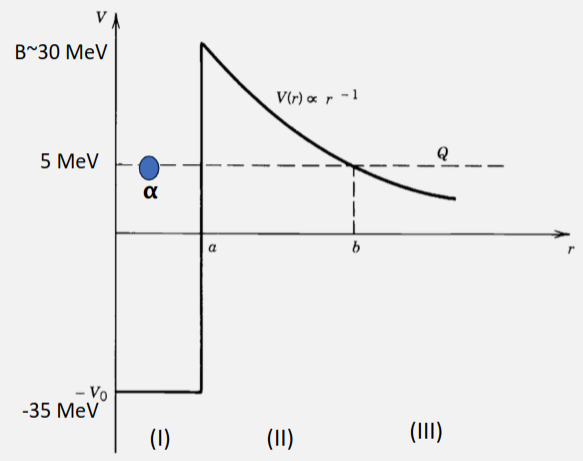 V
B~30 MeV
V(r) ∝ r ⁻¹
5 MeV
Q
α
a
b
r
– V₀
-35 MeV
(I)
(II)
(III)